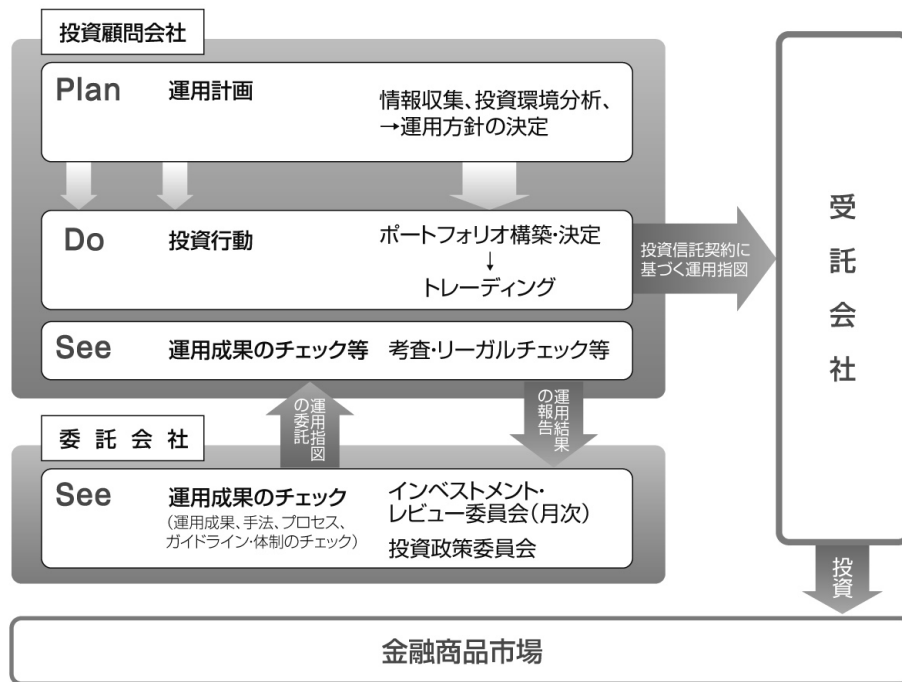 投資顧問会社
Plan 運用計画
情報収集、投資環境分析、
→運用方針の決定
Do 投資行動
ポートフォリオ構築・決定
↓
トレーディング
投資信託契約に
基づく運用指図
See 運用成果のチェック等 考査・リーガルチェック等
運用指図
の委託
運用結果
の報告
委託会社
See 運用成果のチェック
(運用成果、手法、プロセス、
ガイドライン・体制のチェック)
インベストメント・
レビュー委員会(月次)
投資政策委員会
受託会社
投資
金融商品市場